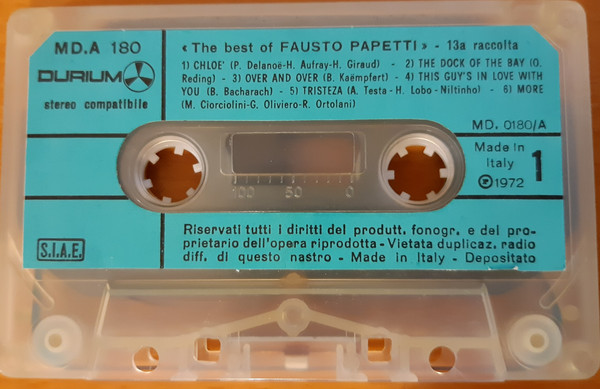 MD.A 180
DURIUM
stereo compatibile
«The best of FAUSTO PAPETTI» - 13a raccolta
1) CHLOE' (P. Delanoë-H. Aufray-H. Giraud) - 2) THE DOCK OF THE BAY (O.
Reding) - 3) OVER AND OVER (B. Kaëmpfert) - 4) THIS GUY'S IN LOVE WITH
YOU (B. Bacharach) - 5) TRISTEZA (A. Testa-H. Lobo-Niltinho) - 6) MORE
(M. Ciorciolini-G. Oliviero-R. Ortolani)
MD. 0180/A
Made in
Italy
℗1972
1
100 50 0
Riservati tutti i diritti del produtt. fonogr. e del pro-
prietario dell'opera riprodotta - Vietata duplicaz. radio
diff. di questo nastro - Made in Italy - Depositato
S.I.A.E.